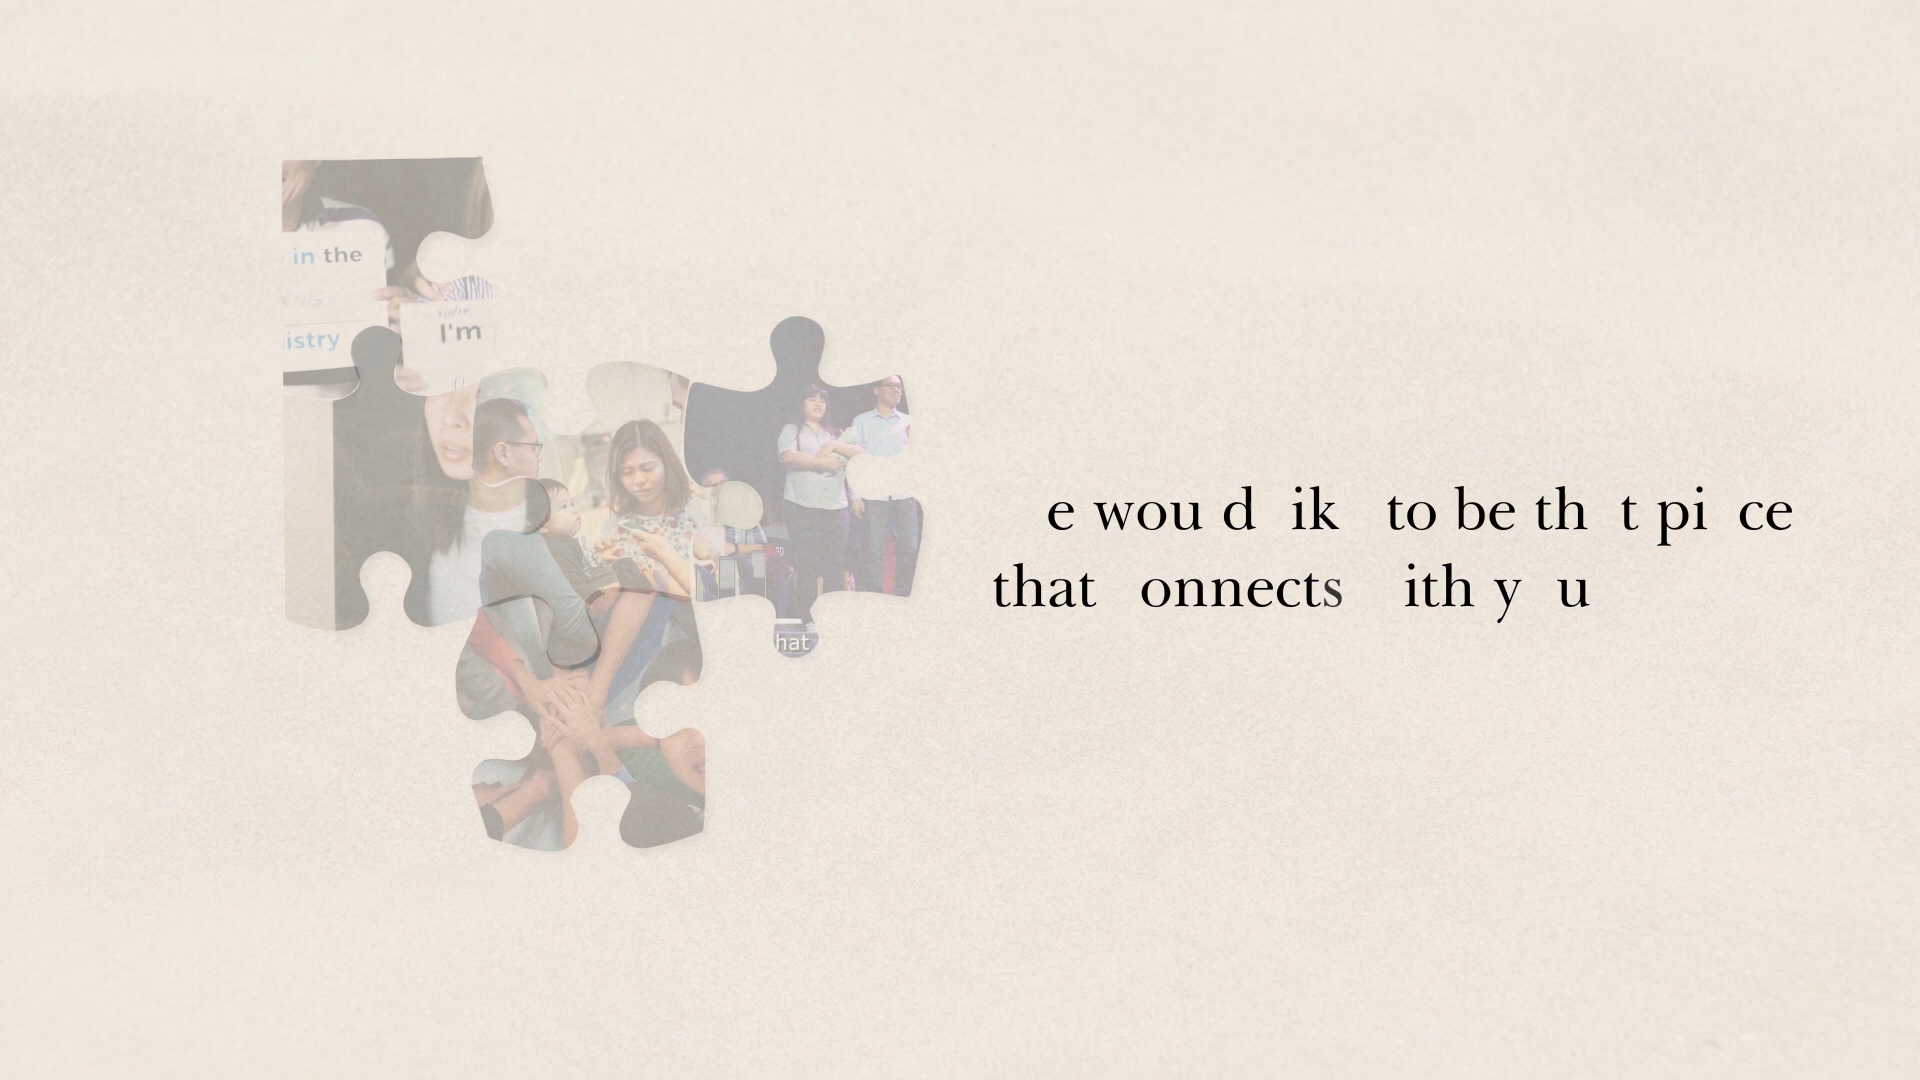 in the
istry
I'm
hat
e wou d ik to be th t pi ce
that onnects ith y u